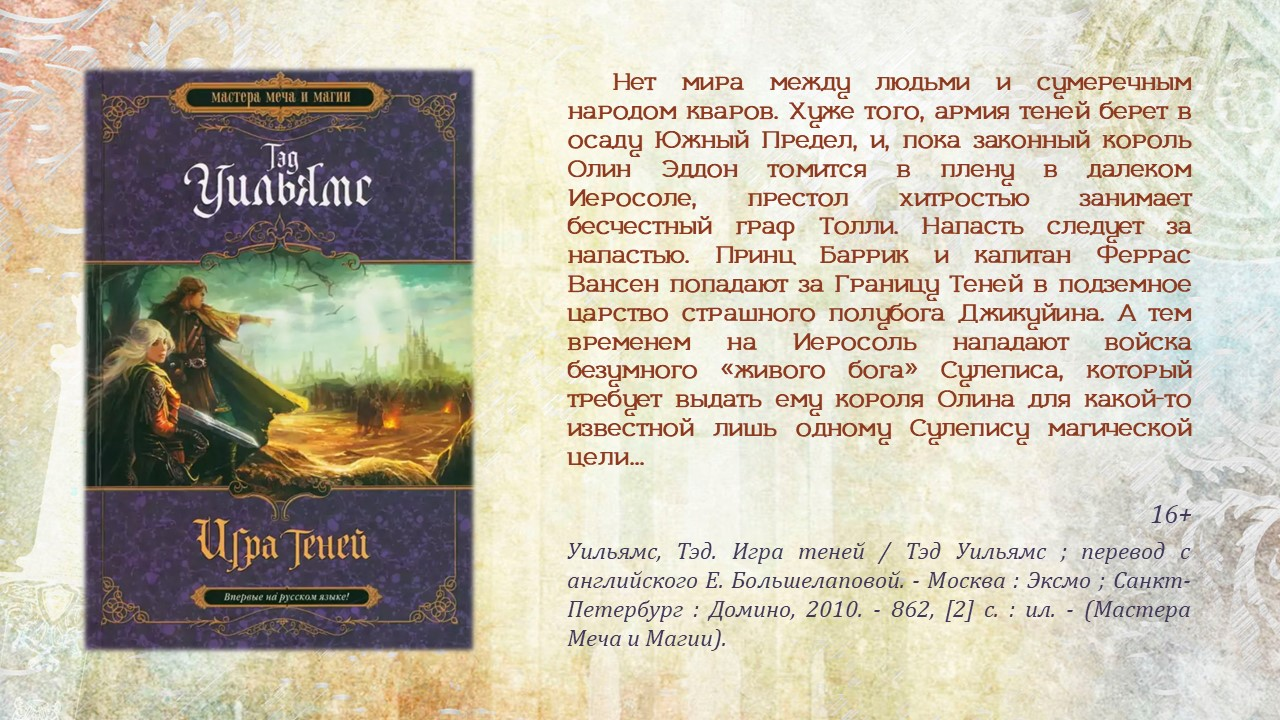 мастера меча и магии
Тэд
Уильямс
Игра Теней
Впервые на русском языке!
Нет мира между людьми и сумеречным
народом кваров. Хуже того, армия теней берет в
осаду Южный Предел, и, пока законный король
Олин Эддон томится в плену в далеком
Иеросоле, престол хитростью занимает
бесчестный граф Толли. Напасть следует за
напастью. Принц Баррик и капитан Феррас
Вансен попадают за Границу Теней в подземное
царство страшного полубога Джикуйина. А тем
временем на Иеросоль нападают войска
безумного «живого бога» Сулеписа, который
требует выдать ему короля Олина для какой-то
известной лишь одному Сулепису магической
цели...
16+
Уильямс, Тэд. Игра теней / Тэд Уильямс ; перевод с
английского Е. Большелаповой. - Москва : Эксмо ; Санкт-
Петербург : Домино, 2010. - 862, [2] с. : ил. - (Мастера
Меча и Магии).